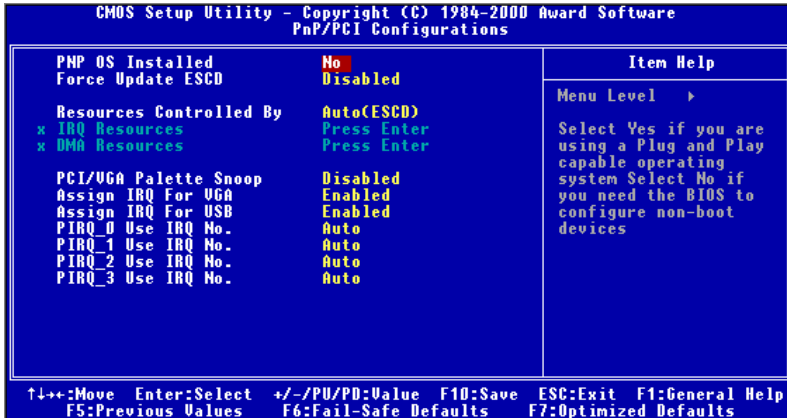 CMOS Setup Utility - Copyright (C) 1984-2000 Award Software
PnP/PCI Configurations
PNP OS Installed No
Force Update ESCD Disabled
Resources Controlled By Auto(ESCD)
x IRQ Resources Press Enter
x DMA Resources Press Enter
PCI/VGA Palette Snoop Disabled
Assign IRQ For VGA Enabled
Assign IRQ For USB Enabled
PIRQ_0 Use IRQ No. Auto
PIRQ_1 Use IRQ No. Auto
PIRQ_2 Use IRQ No. Auto
PIRQ_3 Use IRQ No. Auto
Item Help
Menu Level ▸
Select Yes if you are
using a Plug and Play
capable operating
system Select No if
you need the BIOS to
configure non-boot
devices
↑↓→←:Move Enter:Select +/-/PU/PD:Value F10:Save ESC:Exit F1:General Help
F5:Previous Values F6:Fail-Safe Defaults F7:Optimized Defaults